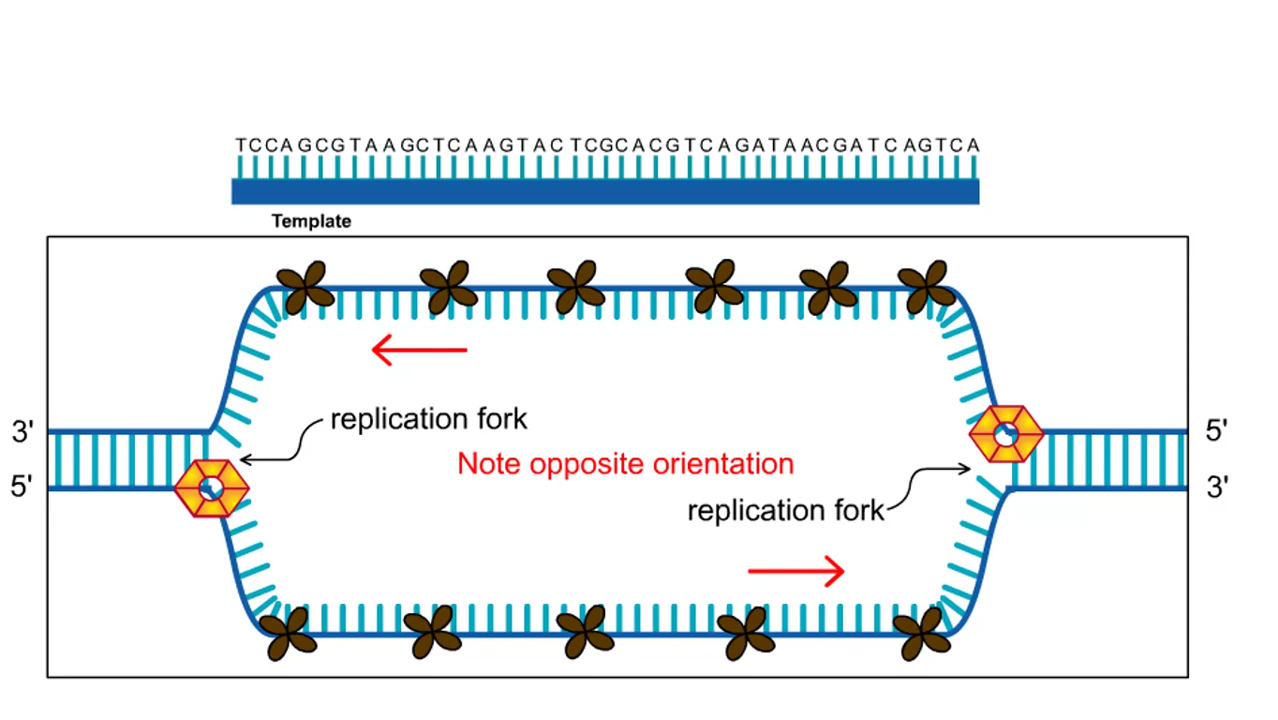 TCCAGCGTAAGCTCAAGTACTCGCACGTCAGATAACGATCAGTCA
Template
replication fork
3'
5'
Note opposite orientation
5'
3'
replication fork